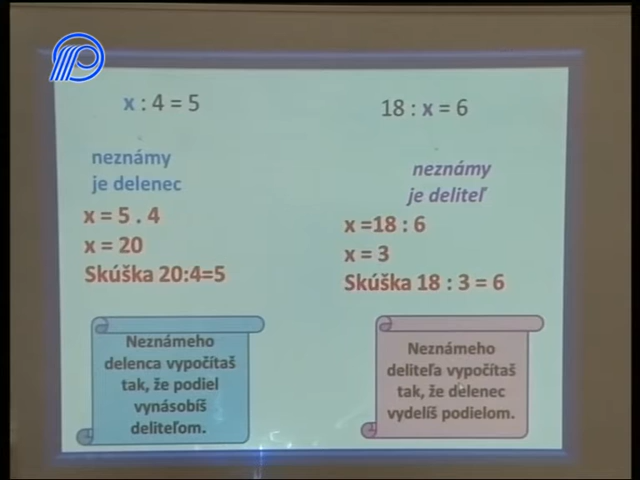 x : 4 = 5
neznámy
je delenec
x = 5 . 4
x = 20
Skúška 20:4=5
Neznámeho
delenca vypočítaš
tak, že podiel
vynásobíš
deliteľom.
18 : x = 6
neznámy
je deliteľ
x =18 : 6
x = 3
Skúška 18 : 3 = 6
Neznámeho
deliteľa vypočítaš
tak, že delenec
vydelíš podielom.